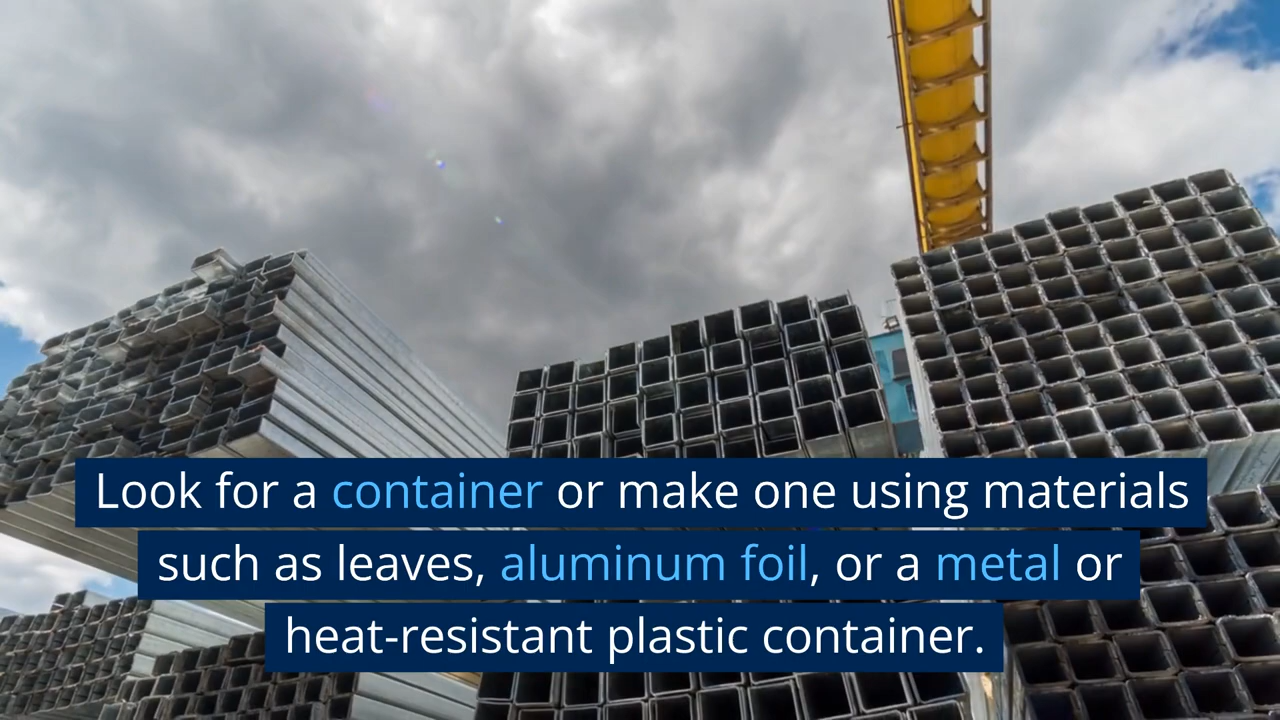 Look for a container or make one using materials
such as leaves, aluminum foil, or a metal or
heat-resistant plastic container.